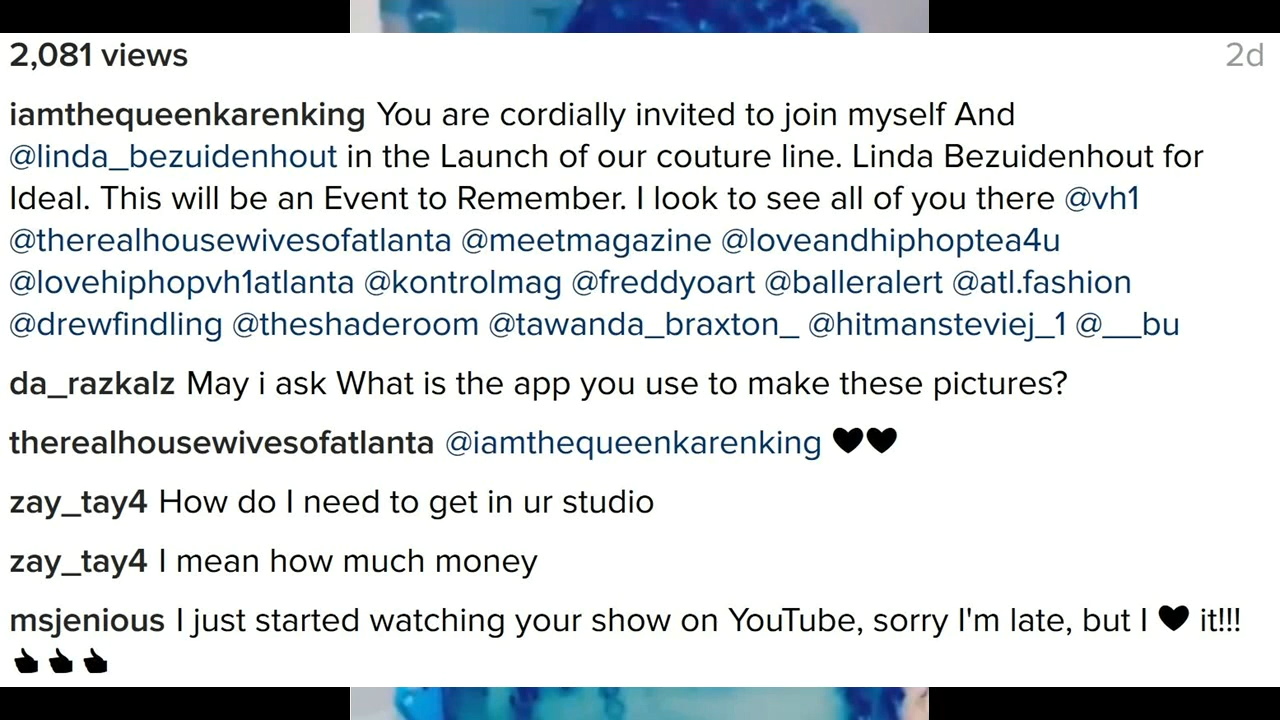 2,081 views 2d
iamthequeenkarenking You are cordially invited to join myself And
@linda_bezuidenhout in the Launch of our couture line. Linda Bezuidenhout for
Ideal. This will be an Event to Remember. I look to see all of you there @vh1
@therealhousewivesofatlanta @meetmagazine @loveandhiphoptea4u
@lovehiphopvh1atlanta @kontrolmag @freddyoart @balleralert @atl.fashion
@drewfindling @theshaderoom @tawanda_braxton_ @hitmansteviej_1 @__bu
da_razkalz May i ask What is the app you use to make these pictures?
therealhousewivesofatlanta @iamthequeenkarenking 🖤🖤
zay_tay4 How do I need to get in ur studio
zay_tay4 I mean how much money
msjenious I just started watching your show on YouTube, sorry I'm late, but I 🖤 it!!!
👍👍👍